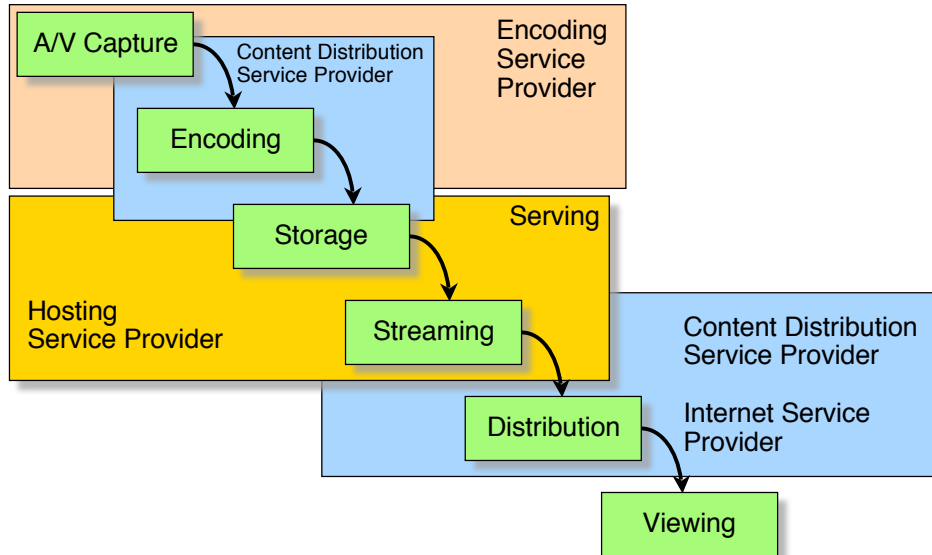 A/V Capture
Content Distribution
Service Provider
Encoding
Service
Provider
Encoding
Storage
Serving
Hosting
Service Provider
Streaming
Content Distribution
Service Provider
Distribution
Internet Service
Provider
Viewing